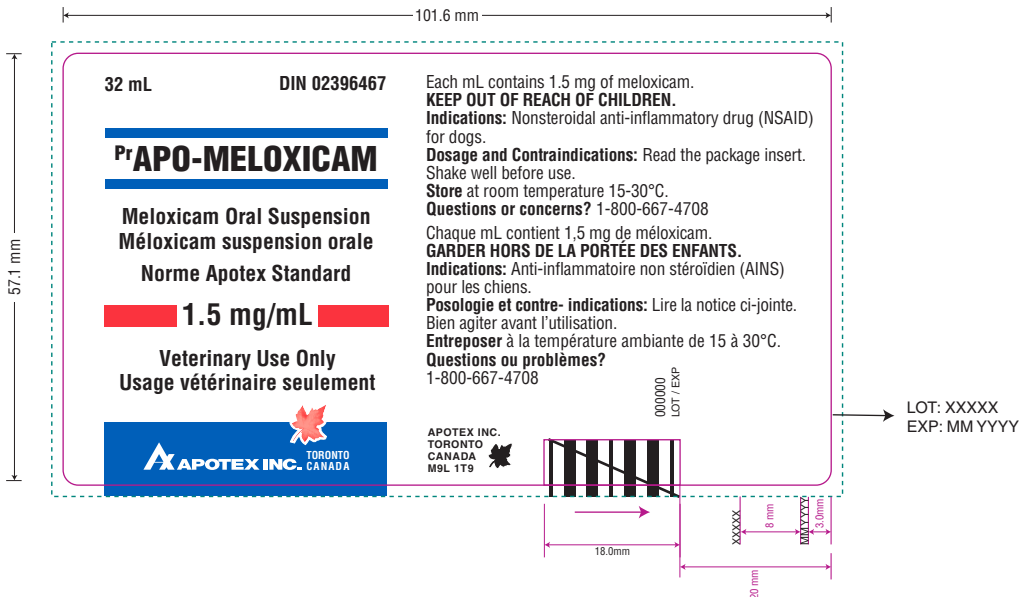 101.6 mm
57.1 mm
32 mL DIN 02396467
PrAPO-MELOXICAM
Meloxicam Oral Suspension
Méloxicam suspension orale
Norme Apotex Standard
1.5 mg/mL
Veterinary Use Only
Usage vétérinaire seulement
APOTEX INC. TORONTO
CANADA
Each mL contains 1.5 mg of meloxicam.
KEEP OUT OF REACH OF CHILDREN.
Indications: Nonsteroidal anti-inflammatory drug (NSAID)
for dogs.
Dosage and Contraindications: Read the package insert.
Shake well before use.
Store at room temperature 15-30°C.
Questions or concerns? 1-800-667-4708
Chaque mL contient 1,5 mg de méloxicam.
GARDER HORS DE LA PORTÉE DES ENFANTS.
Indications: Anti-inflammatoire non stéroïdien (AINS)
pour les chiens.
Posologie et contre- indications: Lire la notice ci-jointe.
Bien agiter avant l'utilisation.
Entreposer à la température ambiante de 15 à 30°C.
Questions ou problèmes?
1-800-667-4708
000000
LOT / EXP
APOTEX INC.
TORONTO
CANADA
M9L 1T9
LOT: XXXXX
EXP: MM YYYY
18.0mm
XXXXX
8 mm
MMYYYY
3.0mm
20 mm